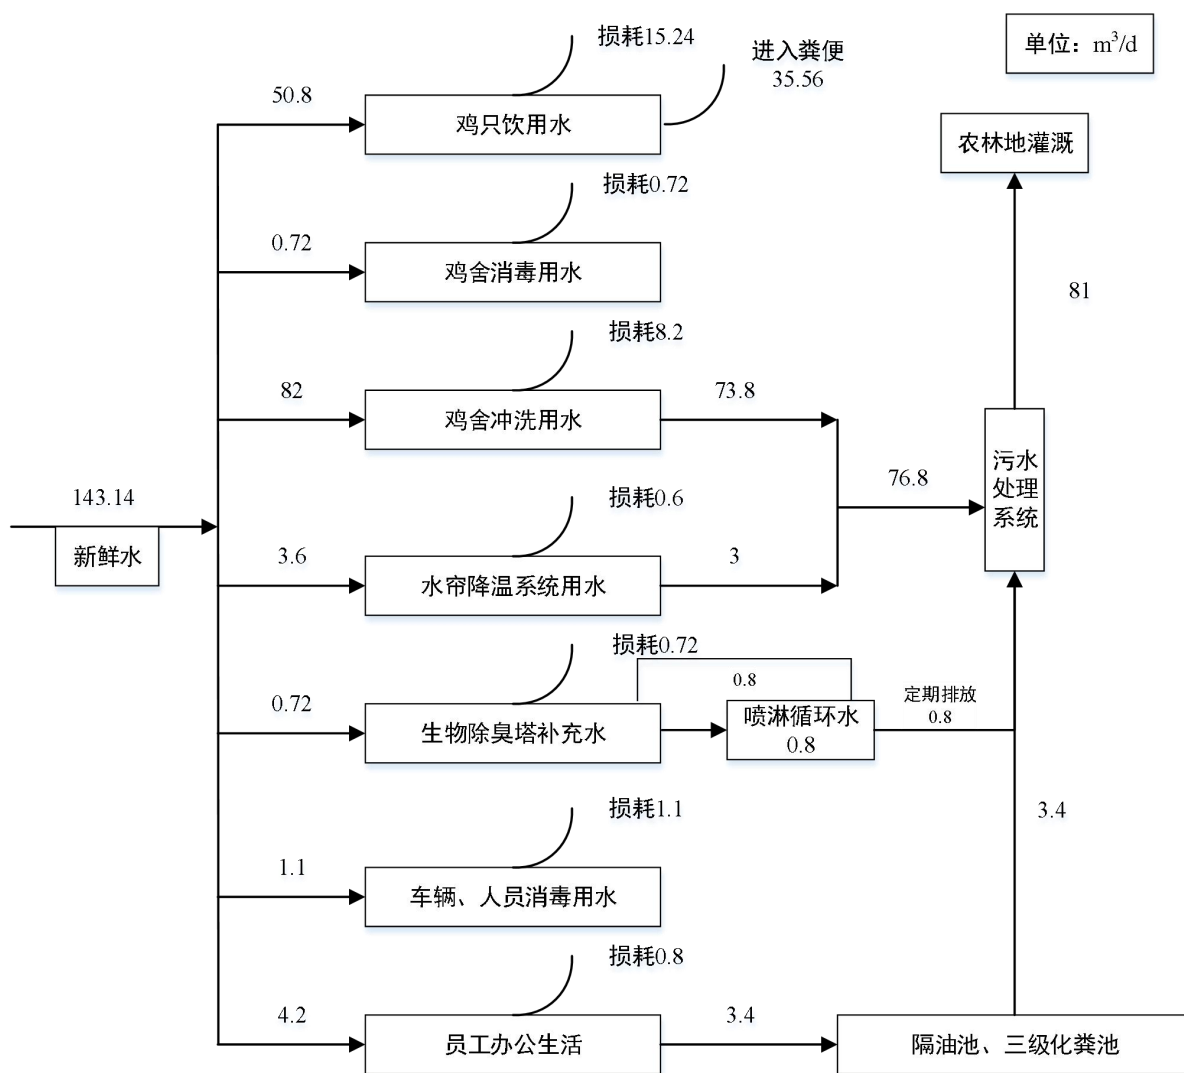 损耗15.24
单位：m³/d
进入粪便
35.56
50.8
鸡只饮用水
农林地灌溉
损耗0.72
0.72
鸡舍消毒用水
81
损耗8.2
82
鸡舍冲洗用水
73.8
污水
处理
系统
76.8
143.14
新鲜水
损耗0.6
3.6
水帘降温系统用水
3
损耗0.72
0.8
0.72
生物除臭塔补充水
喷淋循环水
0.8
定期排放
0.8
损耗1.1
3.4
1.1
车辆、人员消毒用水
损耗0.8
4.2
员工办公生活
3.4
隔油池、三级化粪池